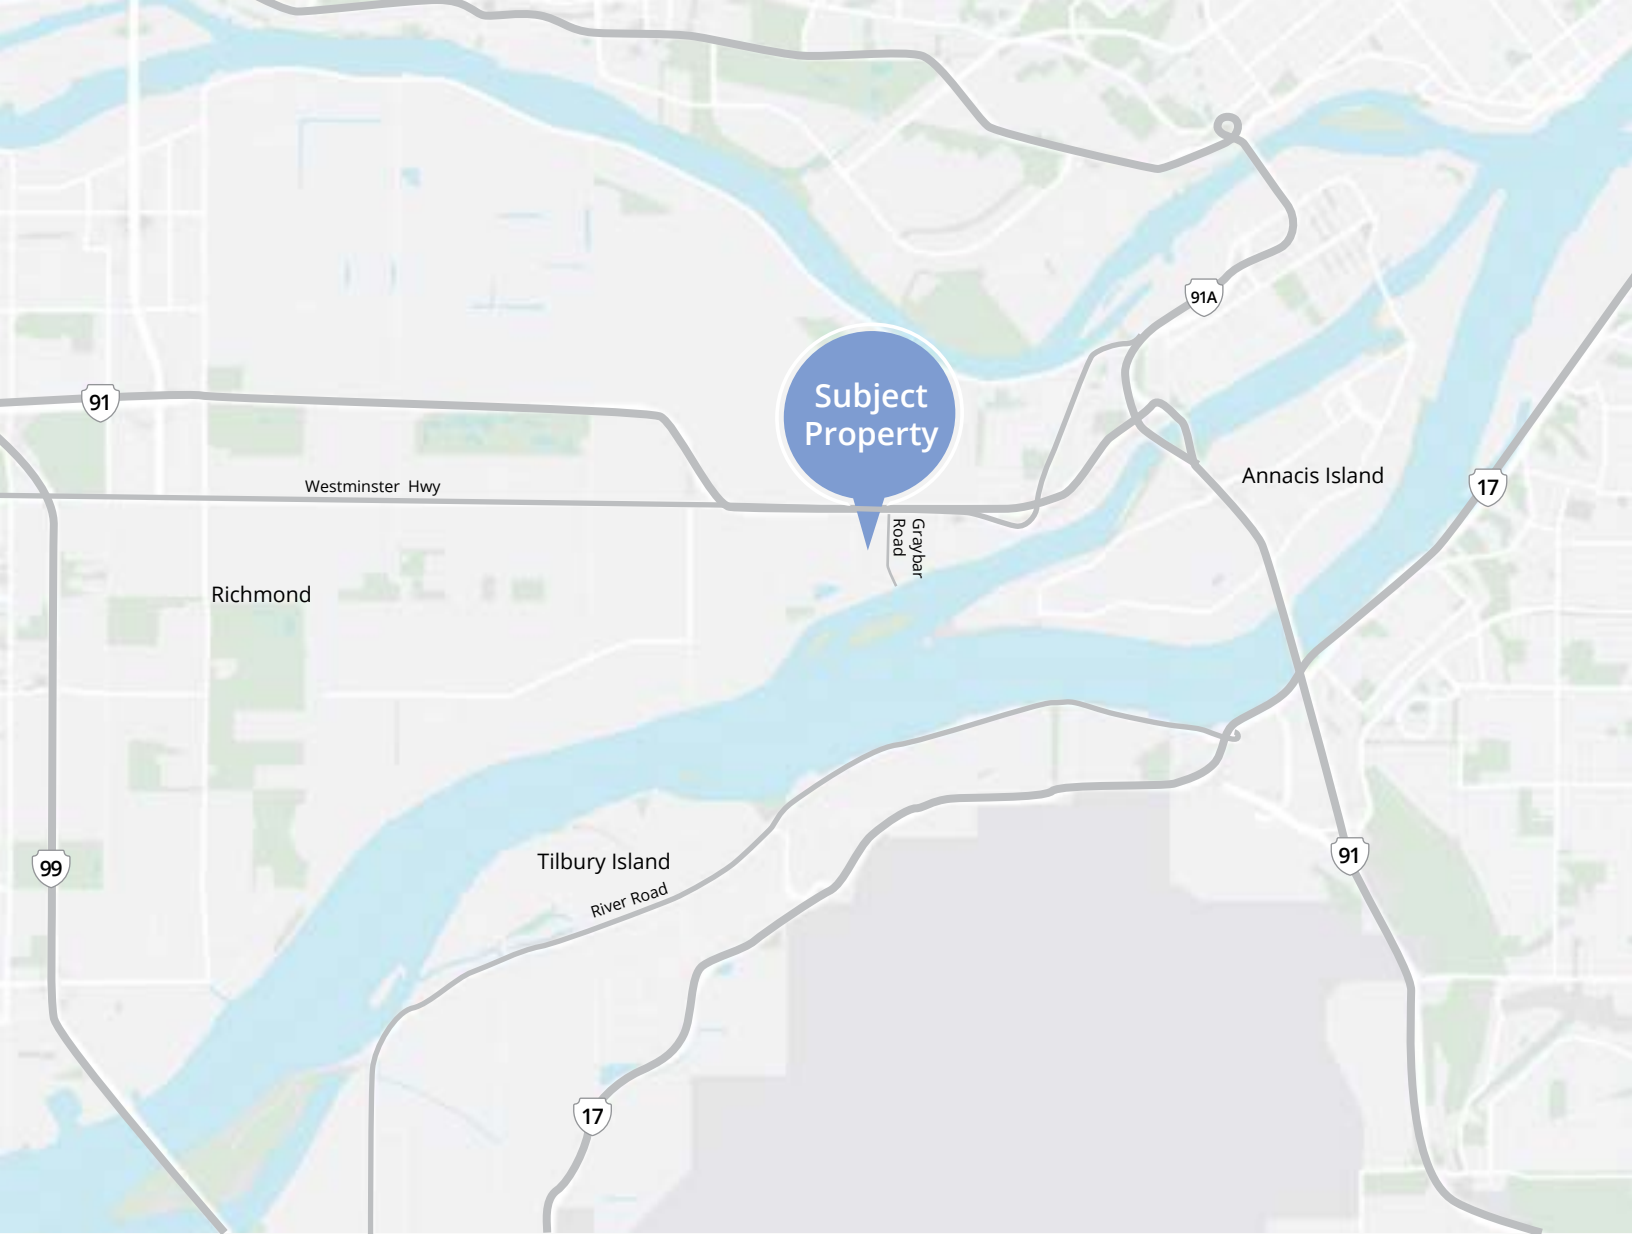 91A
Subject
Property
91
Westminster  Hwy
Annacis Island
17
Graybar
Road
Richmond
99
Tilbury Island
River Road
91
17